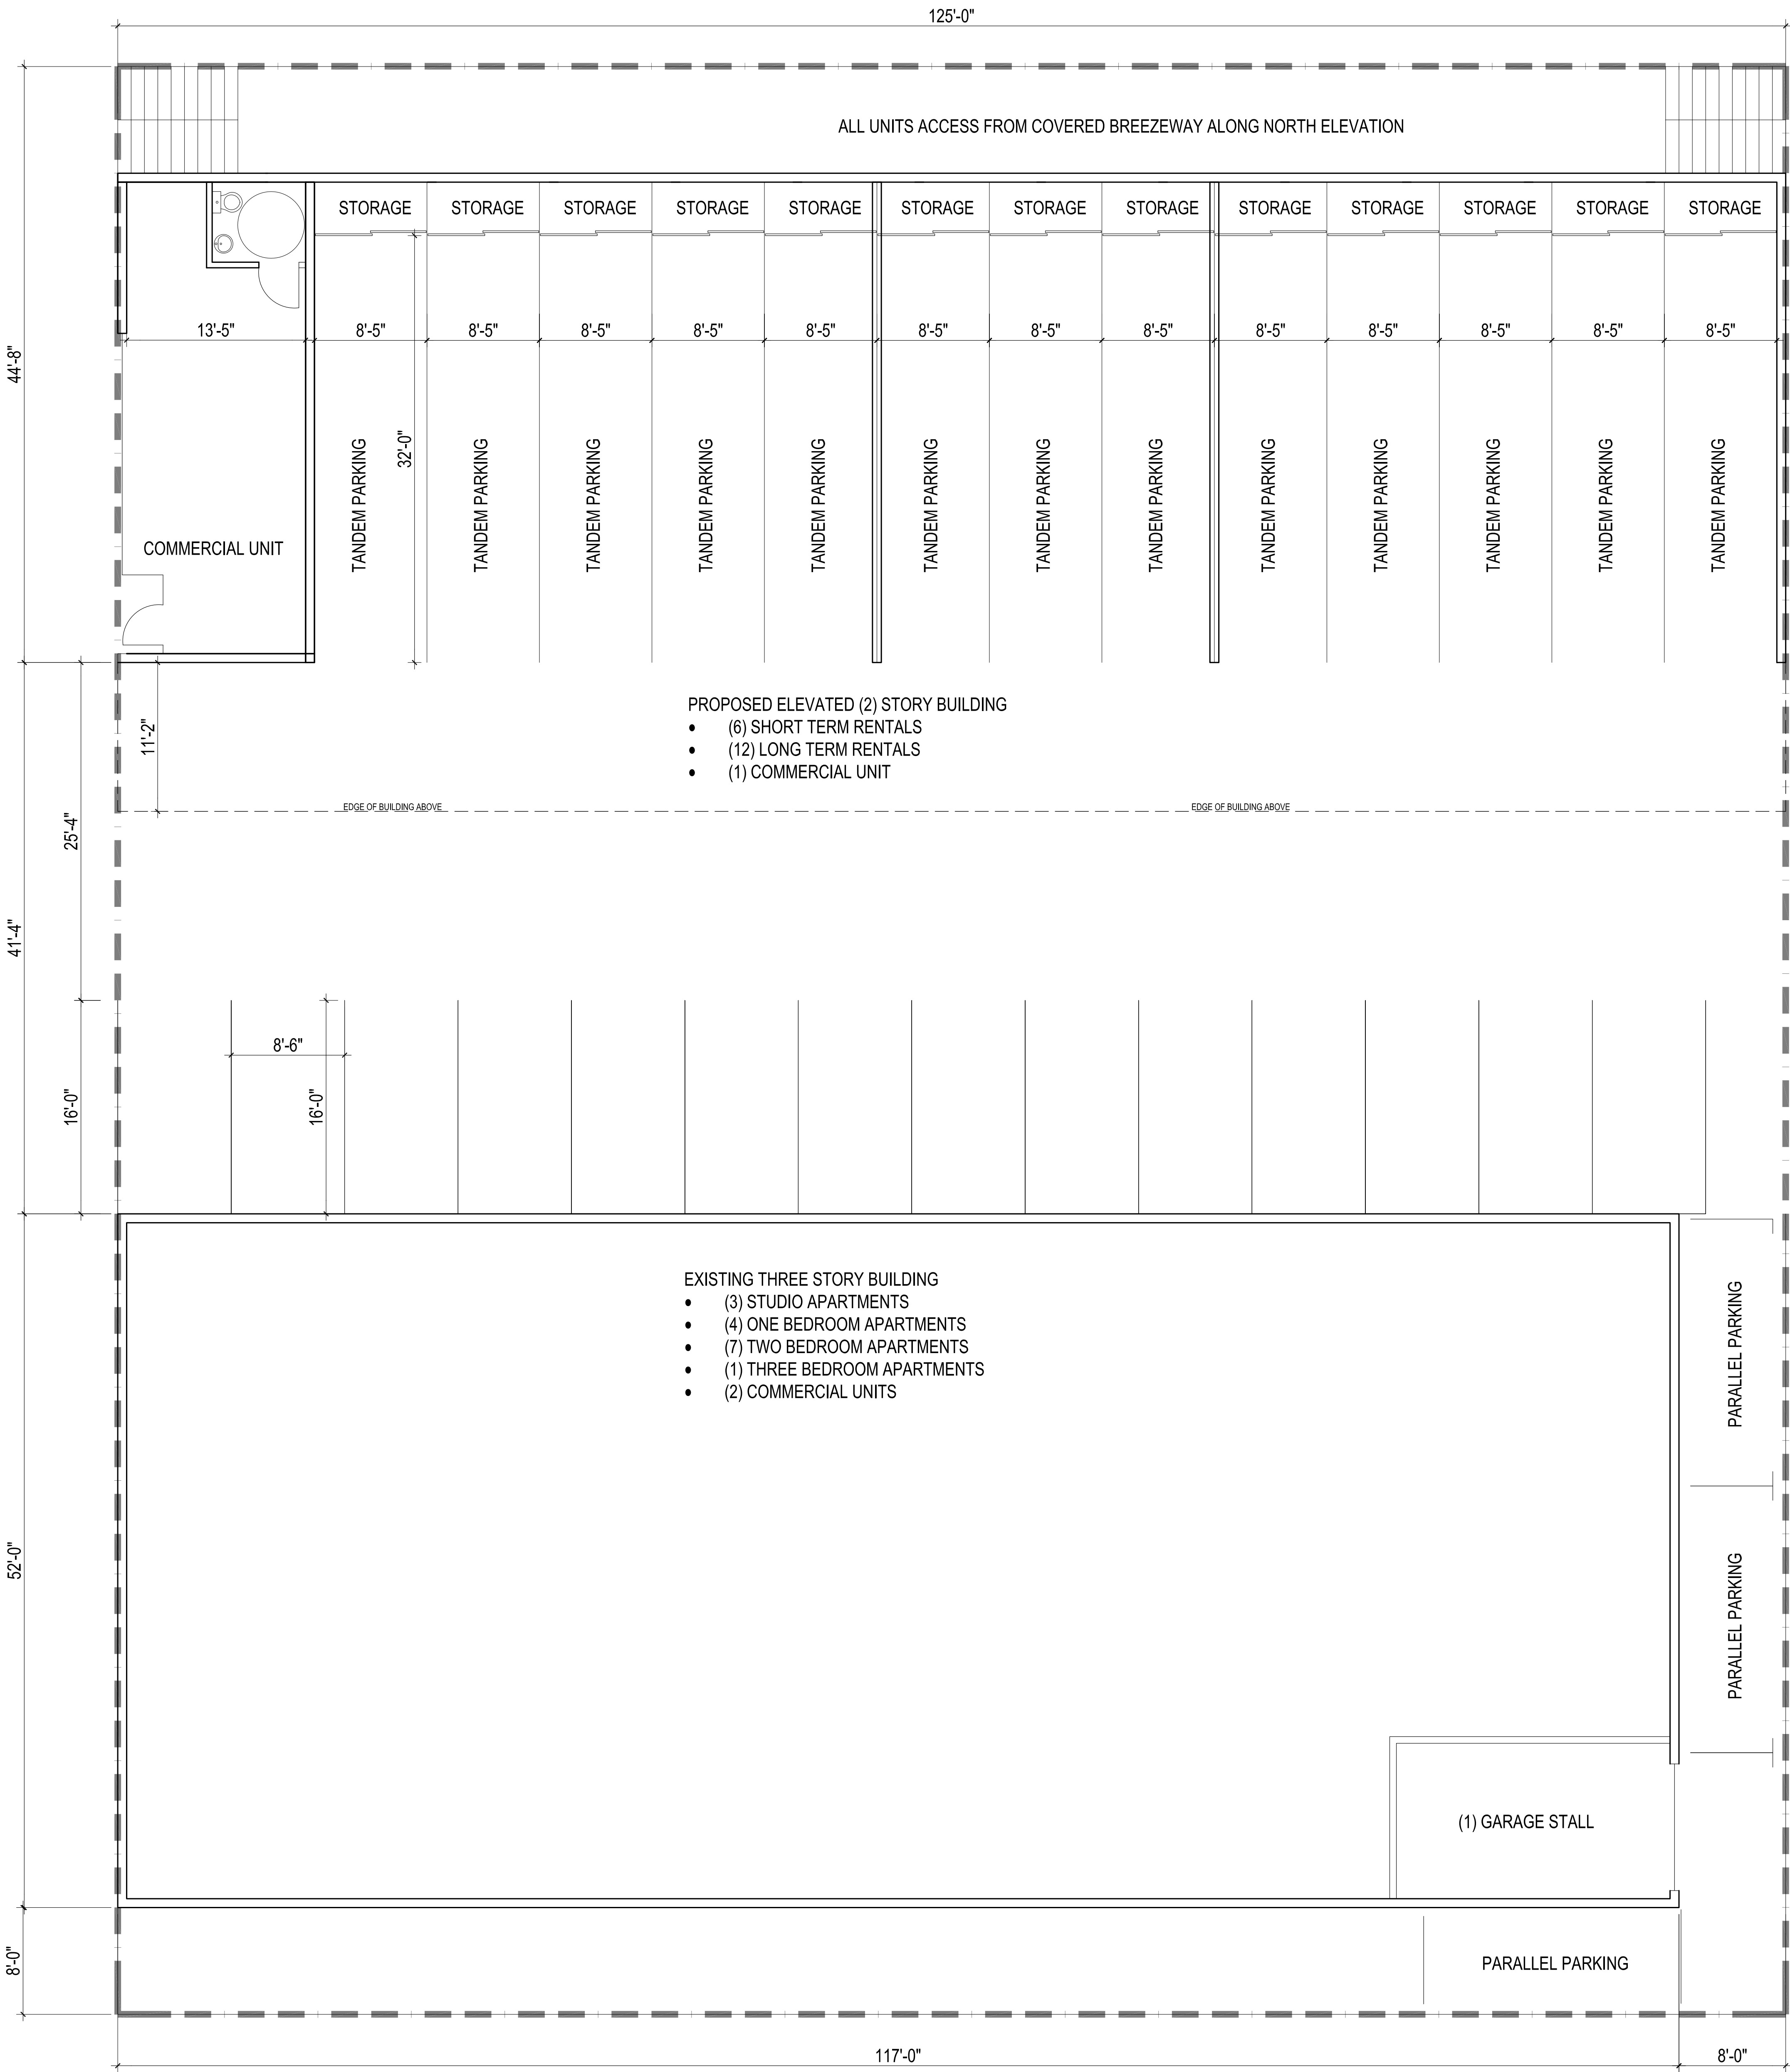 125'-0"
ALL UNITS ACCESS FROM COVERED BREEZEWAY ALONG NORTH ELEVATION
STORAGE STORAGE STORAGE STORAGE STORAGE STORAGE STORAGE STORAGE STORAGE STORAGE STORAGE STORAGE STORAGE
13'-5" 8'-5" 8'-5" 8'-5" 8'-5" 8'-5" 8'-5" 8'-5" 8'-5" 8'-5" 8'-5" 8'-5" 8'-5" 8'-5"
44'-8"
32'-0"
TANDEM PARKING
TANDEM PARKING
TANDEM PARKING
TANDEM PARKING
TANDEM PARKING
TANDEM PARKING
TANDEM PARKING
TANDEM PARKING
TANDEM PARKING
TANDEM PARKING
TANDEM PARKING
TANDEM PARKING
TANDEM PARKING
COMMERCIAL UNIT
PROPOSED ELEVATED (2) STORY BUILDING
• (6) SHORT TERM RENTALS
• (12) LONG TERM RENTALS
• (1) COMMERCIAL UNIT
11'-2"
EDGE OF BUILDING ABOVE EDGE OF BUILDING ABOVE
25'-4"
41'-4"
8'-6"
16'-0"
16'-0"
EXISTING THREE STORY BUILDING
• (3) STUDIO APARTMENTS
• (4) ONE BEDROOM APARTMENTS
• (7) TWO BEDROOM APARTMENTS
• (1) THREE BEDROOM APARTMENTS
• (2) COMMERCIAL UNITS
PARALLEL PARKING
52'-0"
PARALLEL PARKING
(1) GARAGE STALL
8'-0"
PARALLEL PARKING
117'-0" 8'-0"